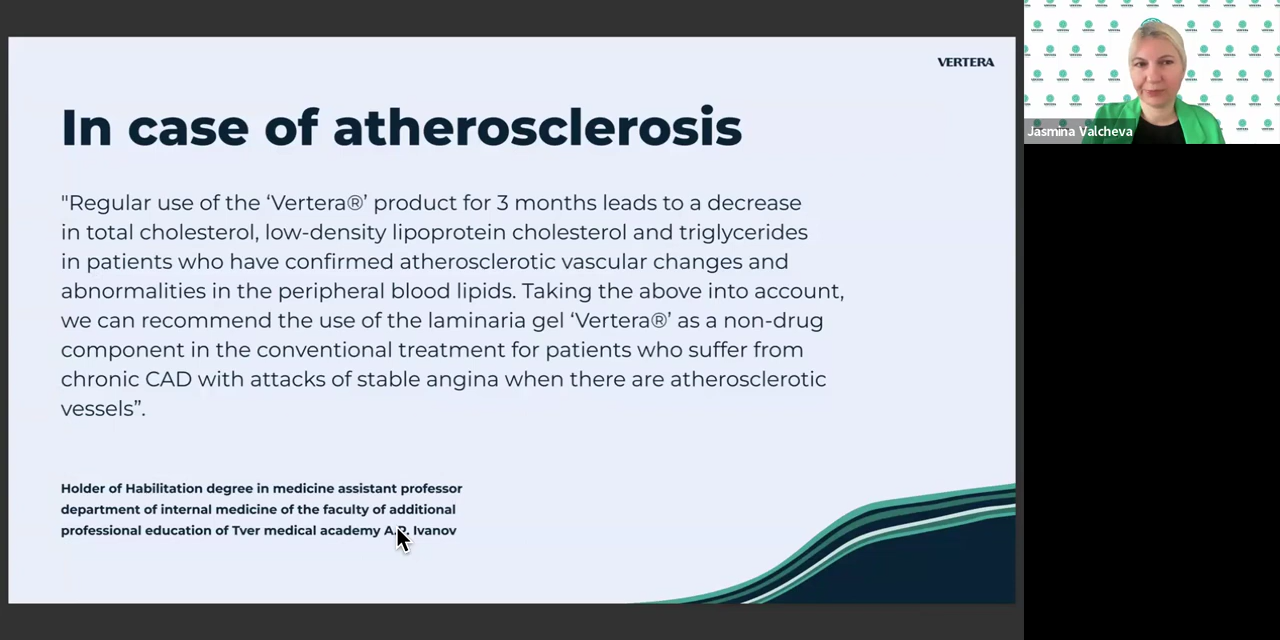 VERTERA
In case of atherosclerosis
"Regular use of the ‘Vertera®’ product for 3 months leads to a decrease
in total cholesterol, low-density lipoprotein cholesterol and triglycerides
in patients who have confirmed atherosclerotic vascular changes and
abnormalities in the peripheral blood lipids. Taking the above into account,
we can recommend the use of the laminaria gel ‘Vertera®’ as a non-drug
component in the conventional treatment for patients who suffer from
chronic CAD with attacks of stable angina when there are atherosclerotic
vessels”.
Holder of Habilitation degree in medicine assistant professor
department of internal medicine of the faculty of additional
professional education of Tver medical academy Ivanov
Jasmina Valcheva